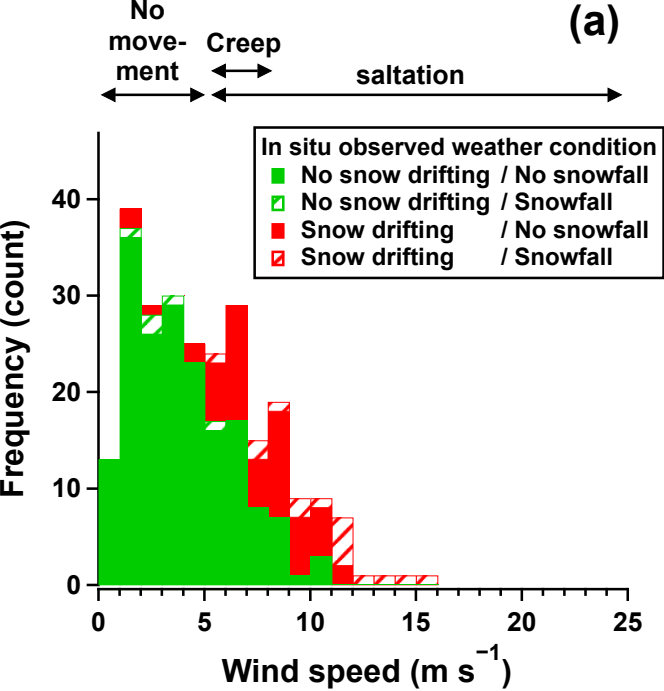 No
move-
ment
Creep
saltation
(a)
In situ observed weather condition
No snow drifting / No snowfall
No snow drifting / Snowfall
Snow drifting / No snowfall
Snow drifting / Snowfall
Frequency (count)
40
30
20
10
0
0 5 10 15 20 25
Wind speed (m s⁻¹)